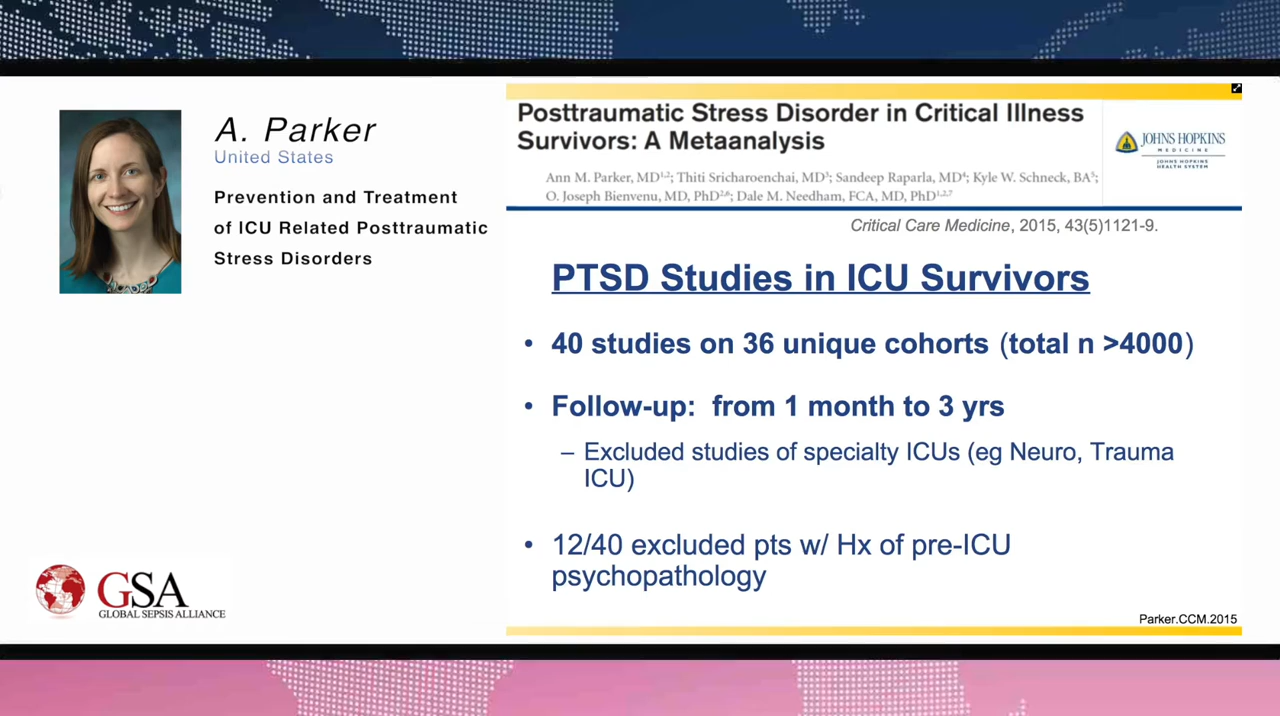 A. Parker
United States
Prevention and Treatment
of ICU Related Posttraumatic
Stress Disorders
GSA
GLOBAL SEPSIS ALLIANCE
Posttraumatic Stress Disorder in Critical Illness
Survivors: A Metaanalysis
JOHNS HOPKINS
MEDICINE
JOHNS HOPKINS
HEALTH SYSTEM
Ann M. Parker, MD1,2; Thiti Sricharoenchai, MD3; Sandeep Raparla, MD4; Kyle W. Schneck, BA5;
O. Joseph Bienvenu, MD, PhD2,6; Dale M. Needham, FCA, MD, PhD1,2,7
Critical Care Medicine, 2015, 43(5)1121-9.
PTSD Studies in ICU Survivors
• 40 studies on 36 unique cohorts (total n >4000)
• Follow-up: from 1 month to 3 yrs
– Excluded studies of specialty ICUs (eg Neuro, Trauma
ICU)
• 12/40 excluded pts w/ Hx of pre-ICU
psychopathology
Parker.CCM.2015